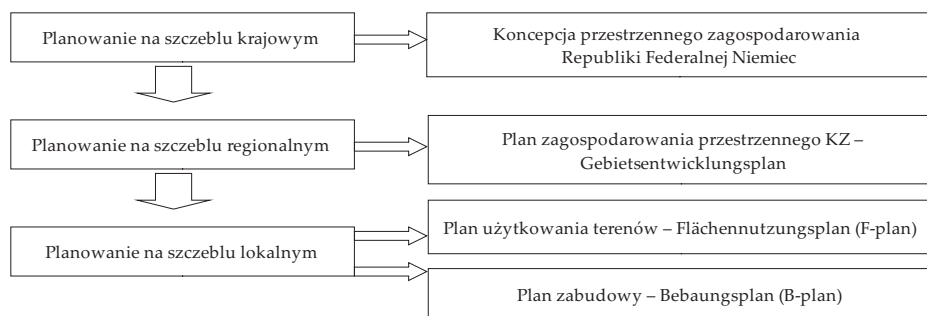 Planowanie na szczeblu krajowym
Koncepcja przestrzennego zagospodarowania
Republiki Federalnej Niemiec
Planowanie na szczeblu regionalnym
Plan zagospodarowania przestrzennego KZ –
Gebietsentwicklungsplan
Planowanie na szczeblu lokalnym
Plan użytkowania terenów – Flächennutzungsplan (F-plan)
Plan zabudowy – Bebaungsplan (B-plan)